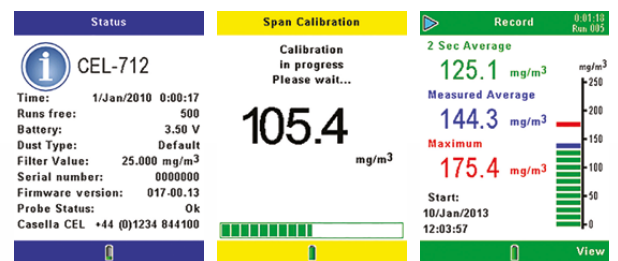 Status
CEL-712
Time: 1/Jan/2010 0:00:17
Runs free: 500
Battery: 3.50 V
Dust Type: Default
Filter Value: 25.000 mg/m3
Serial number: 0000000
Firmware version: 017-00.13
Probe Status: Ok
Casella CEL +44 (0)1234 844100
Span Calibration
Calibration
in progress
Please wait...
105.4
mg/m3
Record
0:01:18
Run 005
2 Sec Average
125.1 mg/m3
Measured Average
144.3 mg/m3
Maximum
175.4 mg/m3
Start:
10/Jan/2013
12:03:57
mg/m3
250
200
150
100
50
0
View